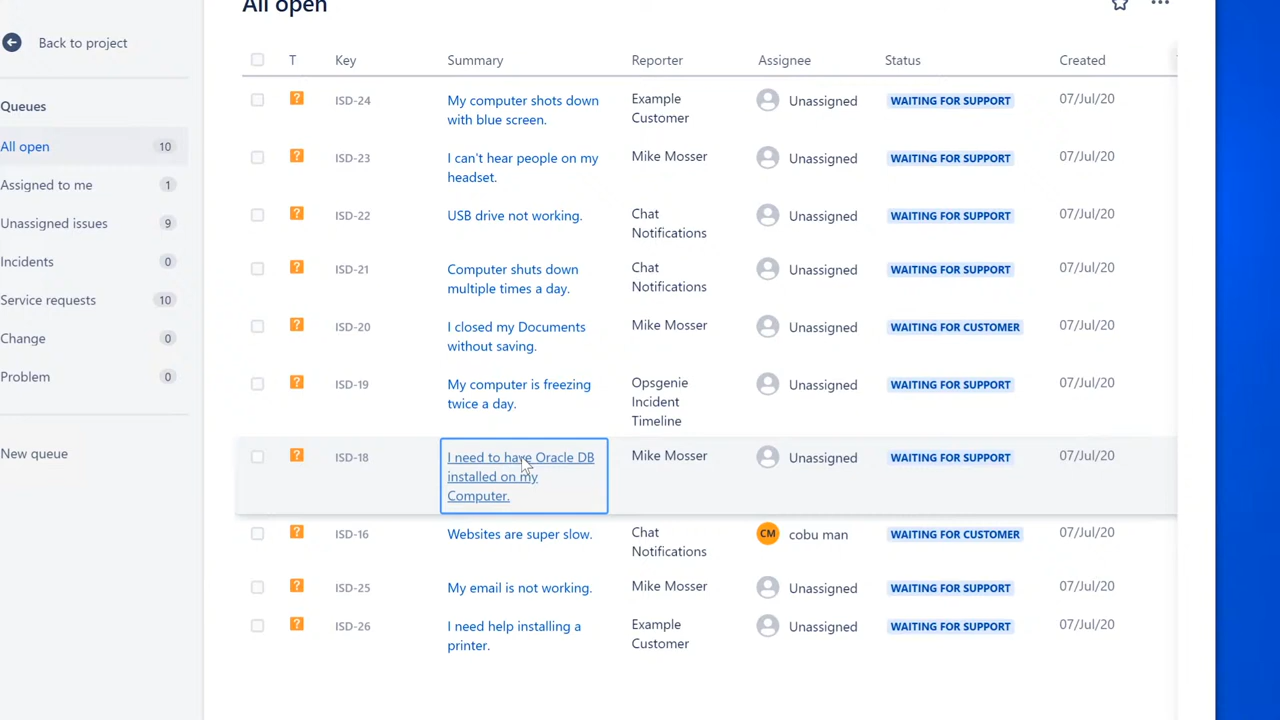 All open
Back to project
Queues
All open 10
Assigned to me 1
Unassigned issues 9
Incidents 0
Service requests 10
Change 0
Problem 0
New queue
T Key Summary Reporter Assignee Status Created
? ISD-24 My computer shots down Example Unassigned WAITING FOR SUPPORT 07/Jul/20
with blue screen. Customer
? ISD-23 I can't hear people on my Mike Mosser Unassigned WAITING FOR SUPPORT 07/Jul/20
headset.
? ISD-22 USB drive not working. Chat Unassigned WAITING FOR SUPPORT 07/Jul/20
Notifications
? ISD-21 Computer shuts down Chat Unassigned WAITING FOR SUPPORT 07/Jul/20
multiple times a day. Notifications
? ISD-20 I closed my Documents Mike Mosser Unassigned WAITING FOR CUSTOMER 07/Jul/20
without saving.
? ISD-19 My computer is freezing Opsgenie Unassigned WAITING FOR SUPPORT 07/Jul/20
twice a day. Incident
Timeline
? ISD-18 I need to have Oracle DB Mike Mosser Unassigned WAITING FOR SUPPORT 07/Jul/20
installed on my
Computer.
? ISD-16 Websites are super slow. Chat CM cobu man WAITING FOR CUSTOMER 07/Jul/20
Notifications
? ISD-25 My email is not working. Mike Mosser Unassigned WAITING FOR SUPPORT 07/Jul/20
? ISD-26 I need help installing a Example Unassigned WAITING FOR SUPPORT 07/Jul/20
printer. Customer